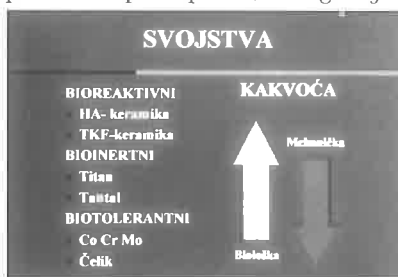 SVOJSTVA
BIOREAKTIVNI
HA- keramika
TKF-keramika
BIOINERTNI
Titan
Tantal
BIOTOLERANTNI
Co Cr Mo
Čelik
KAKVOĆA
Mehanička
Biološka